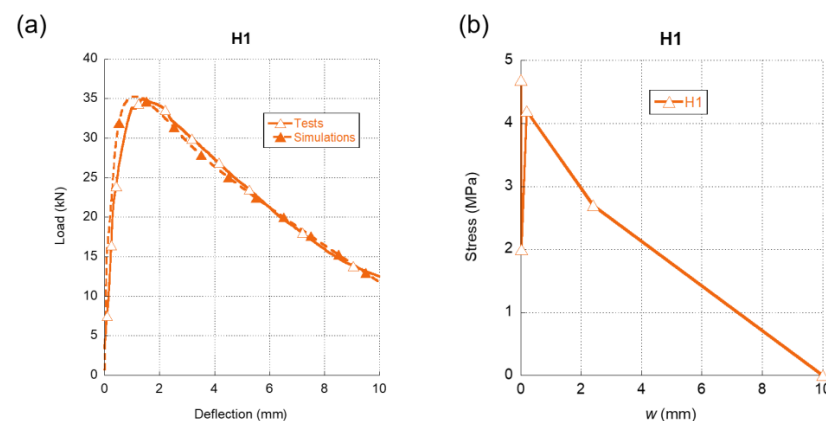 (a)
H1
40
35
30
25
20
15
10
5
0
0 2 4 6 8 10
Load (kN)
Deflection (mm)
Tests
Simulations
(b)
H1
5
4
3
2
1
0
0 2 4 6 8 10
Stress (MPa)
w (mm)
H1